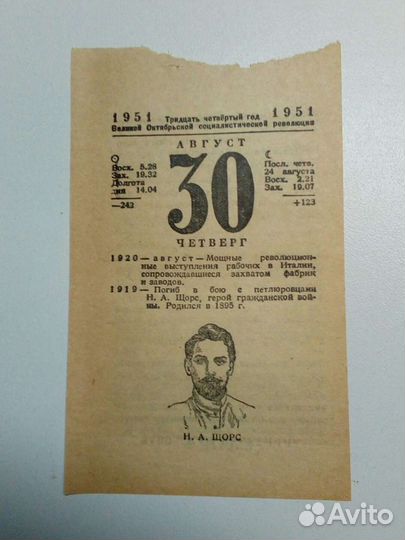 1951 Тридцать четвёртый год 1951
Великой Октябрьской социалистической революции
АВГУСТ
Восх. 5.28
Зах. 19.32
Долгота
дня 14.04
—242
30
Посл. четв.
24 августа
Восх. 2.21
Зах. 19.07
+123
ЧЕТВЕРГ
1920 — август — Мощные революцион-
ные выступления рабочих в Италии,
сопровождавшиеся захватом фабрик
и заводов.
1919 — Погиб в бою с петлюровцами
Н. А. Щорс, герой гражданской вой-
ны. Родился в 1895 г.
Н. А. ЩОРС
Avito